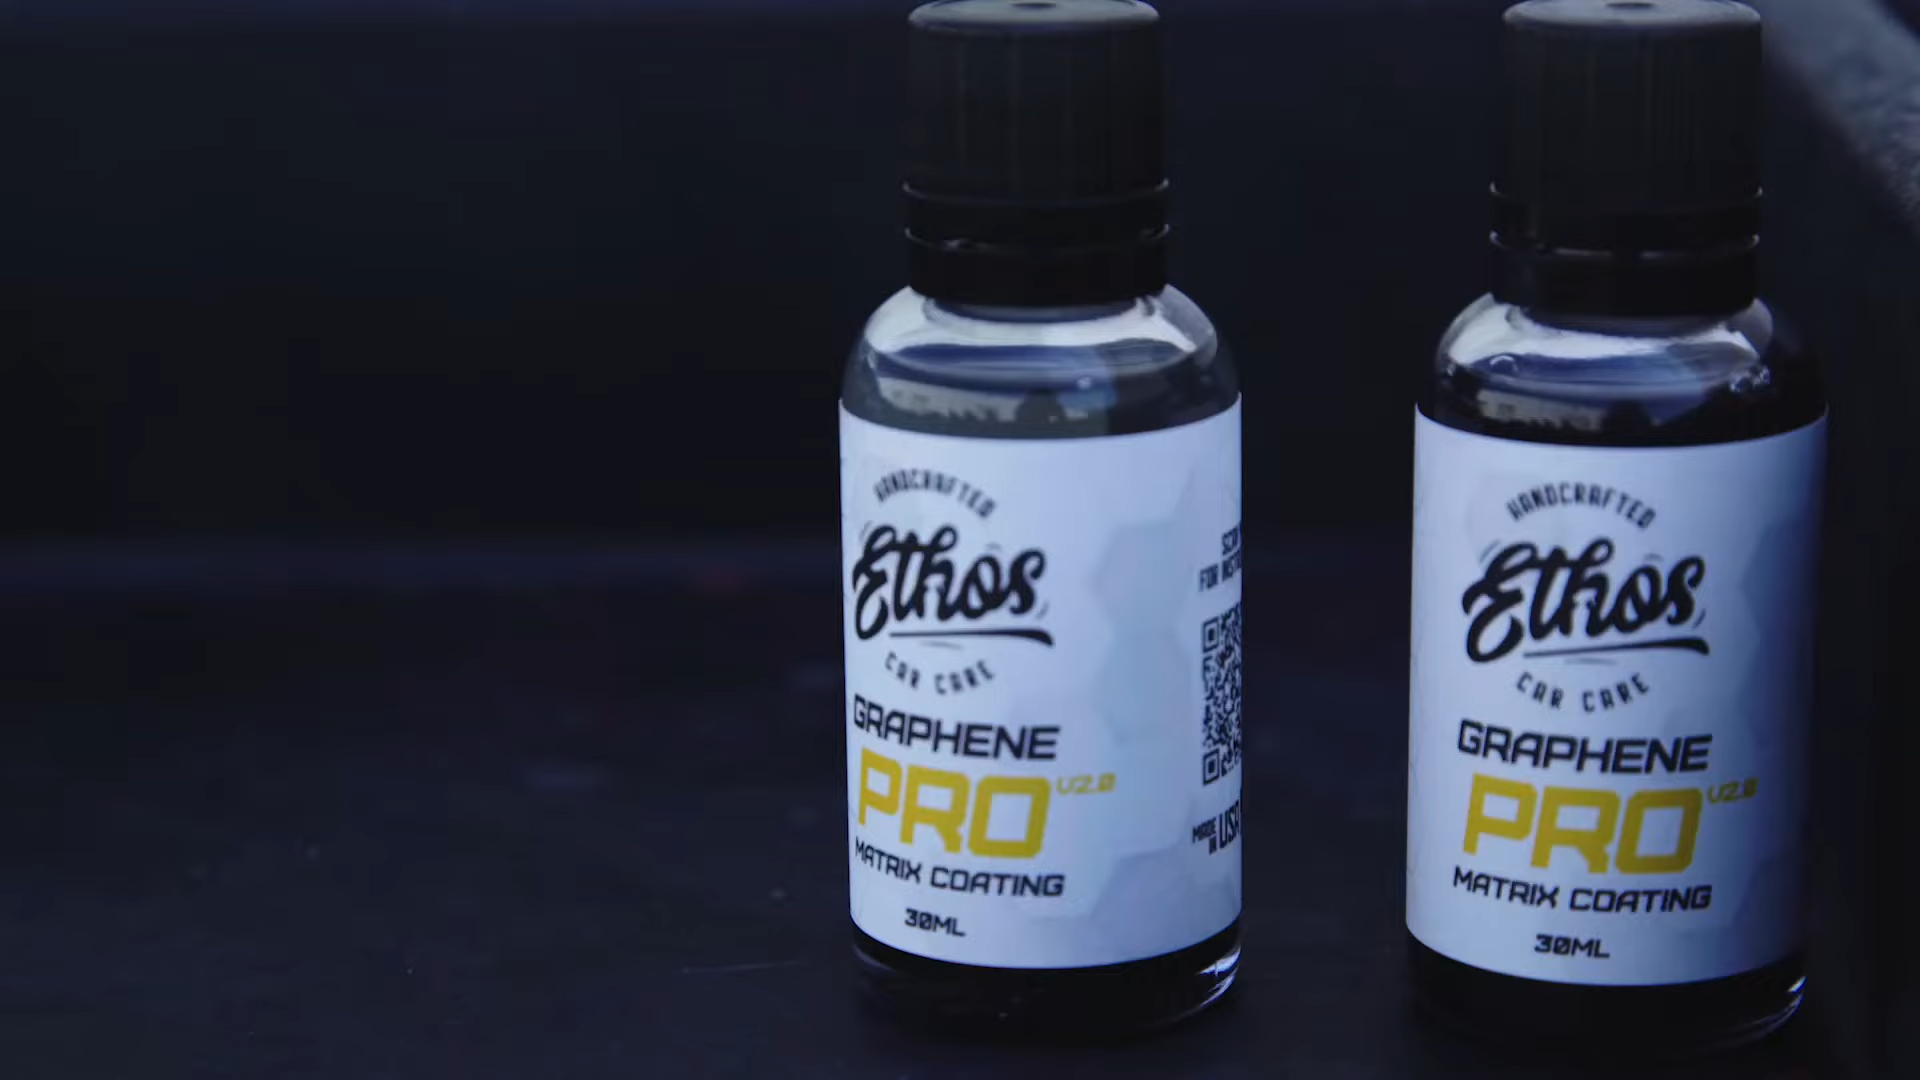 HANDCRAFTED
Ethos
CAR CARE
GRAPHENE
PRO V2.0
MATRIX COATING
30ML
FOR
MADE
IN USA
HANDCRAFTED
Ethos
CAR CARE
GRAPHENE
PRO V2.0
MATRIX COATING
30ML